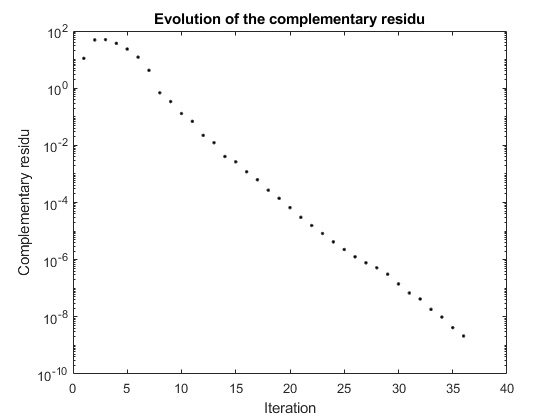 Evolution of the complementary residu
10^2
10^0
10^-2
10^-4
10^-6
10^-8
10^-10
Complementary residu
0 5 10 15 20 25 30 35 40
Iteration